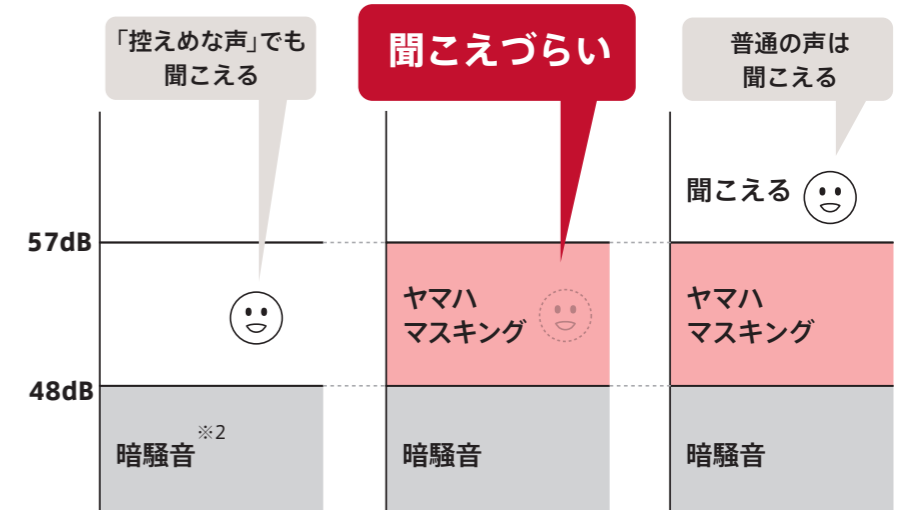 「控えめな声」でも
聞こえる
聞こえづらい
普通の声は
聞こえる
聞こえる
57dB
ヤマハ
マスキング
ヤマハ
マスキング
48dB
暗騒音※2
暗騒音
暗騒音